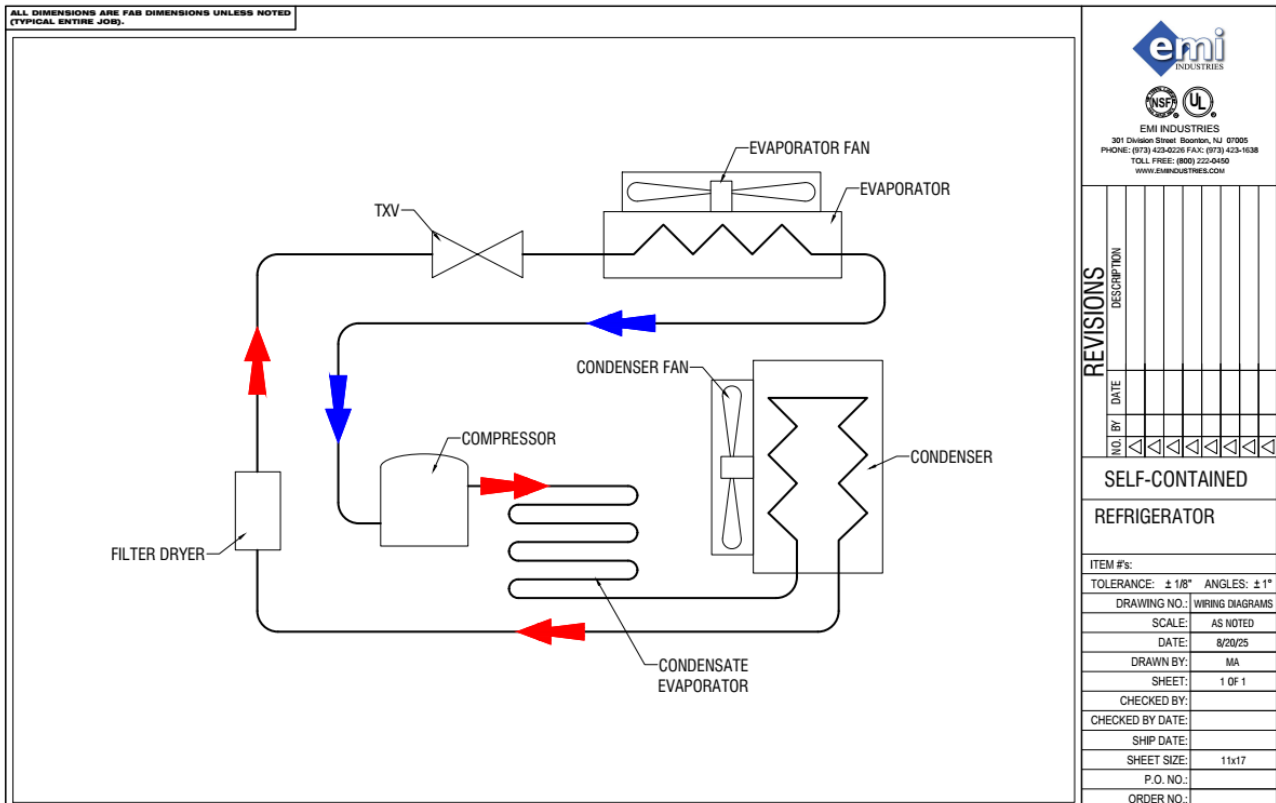 ALL DIMENSIONS ARE FAB DIMENSIONS UNLESS NOTED
(TYPICAL ENTIRE JOB).
EVAPORATOR FAN
EVAPORATOR
TXV
CONDENSER FAN
COMPRESSOR
CONDENSER
FILTER DRYER
CONDENSATE
EVAPORATOR
emi
INDUSTRIES
NSF
UL
EMI INDUSTRIES
301 Division Street Boonton, NJ 07005
PHONE: (973) 423-0226 FAX: (973) 423-1638
TOLL FREE: (800) 222-0450
WWW.EMIINDUSTRIES.COM
REVISIONS
DESCRIPTION
DATE
BY
NO.
SELF-CONTAINED
REFRIGERATOR
ITEM #'s:
TOLERANCE: ± 1/8" ANGLES: ± 1°
DRAWING NO.: WIRING DIAGRAMS
SCALE: AS NOTED
DATE: 8/20/25
DRAWN BY: MA
SHEET: 1 OF 1
CHECKED BY:
CHECKED BY DATE:
SHIP DATE:
SHEET SIZE: 11x17
P.O. NO.:
ORDER NO.: